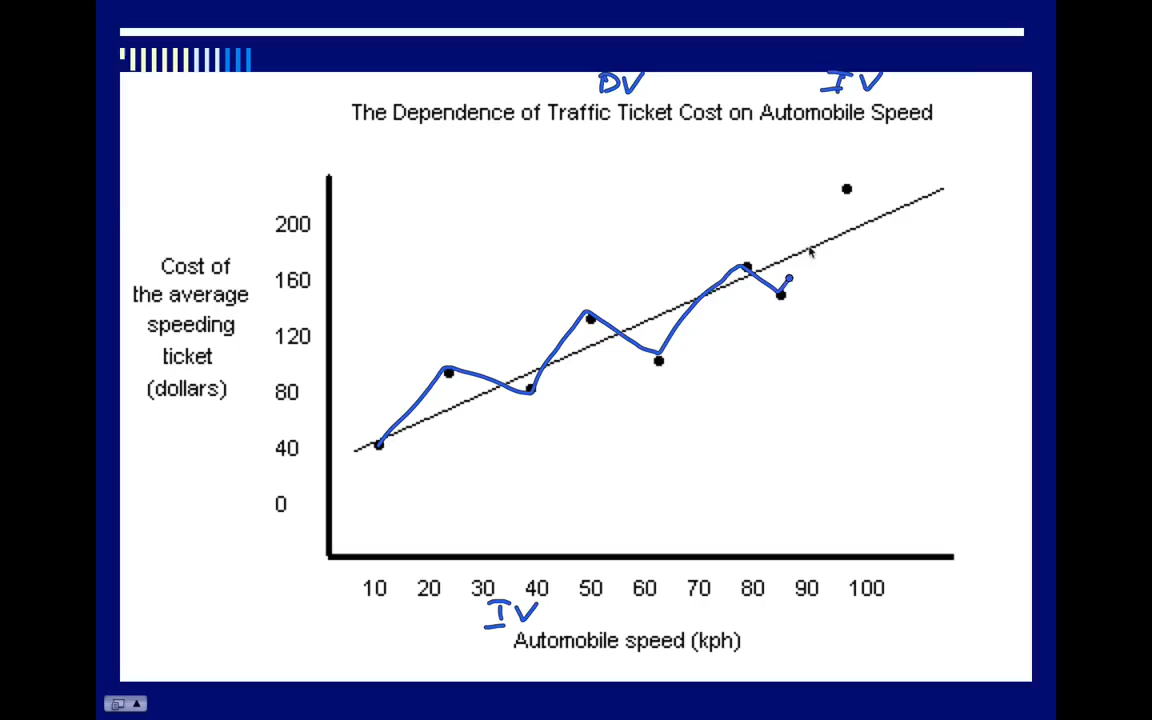 DV IV
The Dependence of Traffic Ticket Cost on Automobile Speed
200
160
120
80
40
0
Cost of
the average
speeding
ticket
(dollars)
10 20 30 40 50 60 70 80 90 100
IV
Automobile speed (kph)